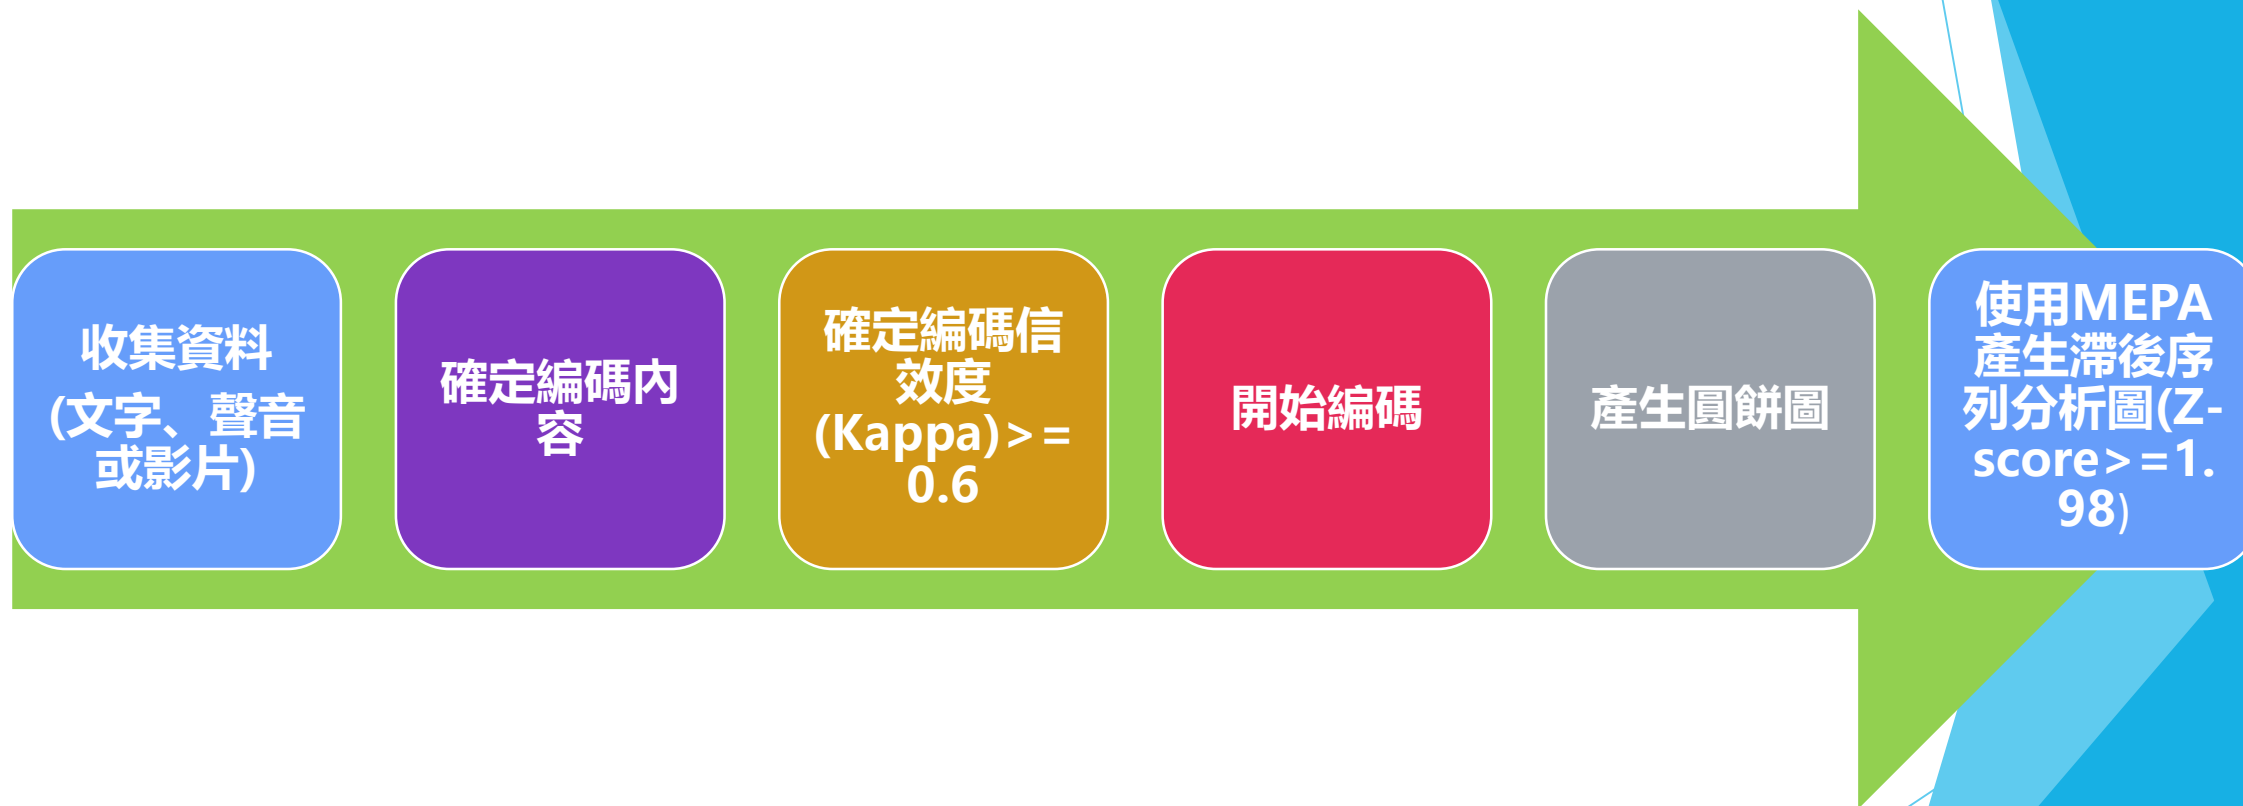 收集資料
(文字、聲音
或影片)
確定編碼內
容
確定編碼信
效度
(Kappa)>=
0.6
開始編碼
產生圓餅圖
使用MEPA
產生滯後序
列分析圖(Z-
score>=1.
98)